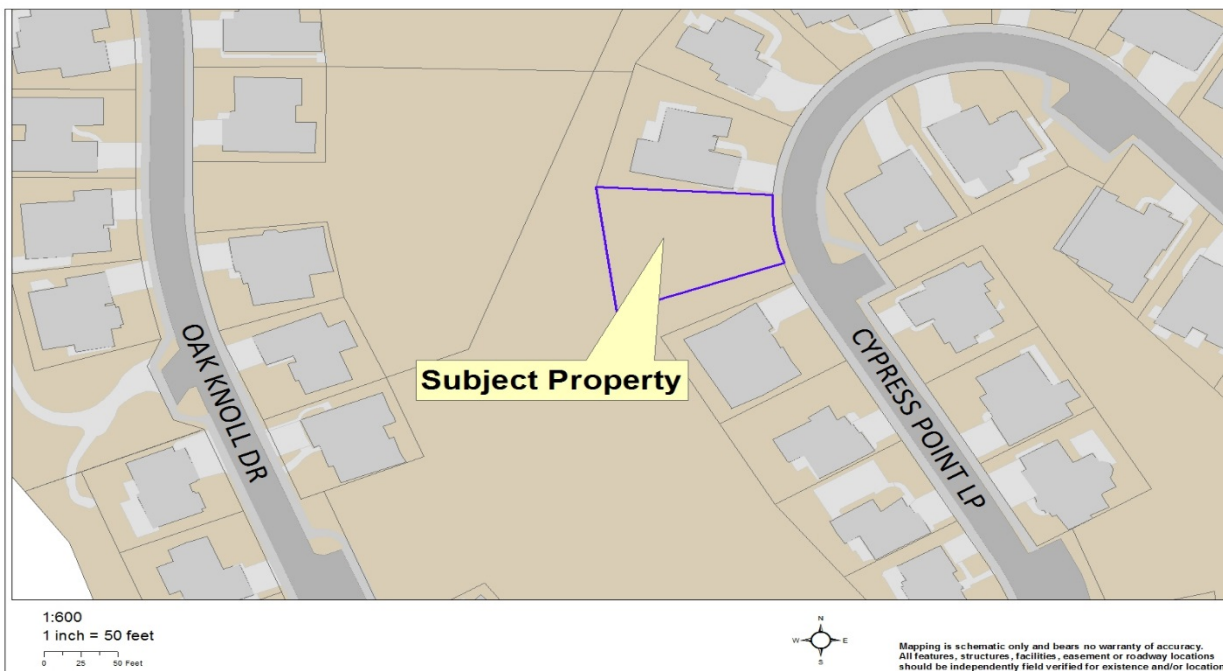 OAK KNOLL DR
Subject Property
CYPRESS POINT LP
1:600
1 inch = 50 feet
0 25 50 Feet
N
W E
S
Mapping is schematic only and bears no warranty of accuracy.
All features, structures, facilities, easement or roadway locations
should be independently field verified for existence and/or location